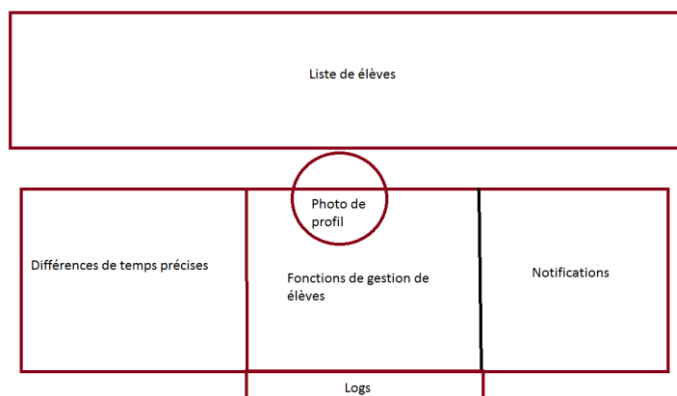 Liste de élèves
Photo de
profil
Différences de temps précises
Fonctions de gestion de
élèves
Notifications
Logs